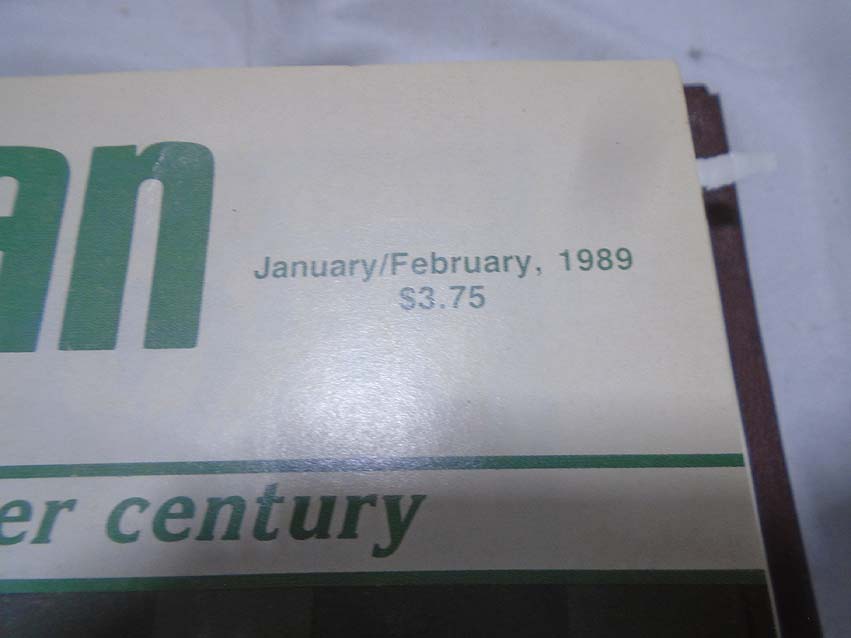 an
January/February, 1989
$3.75
er century